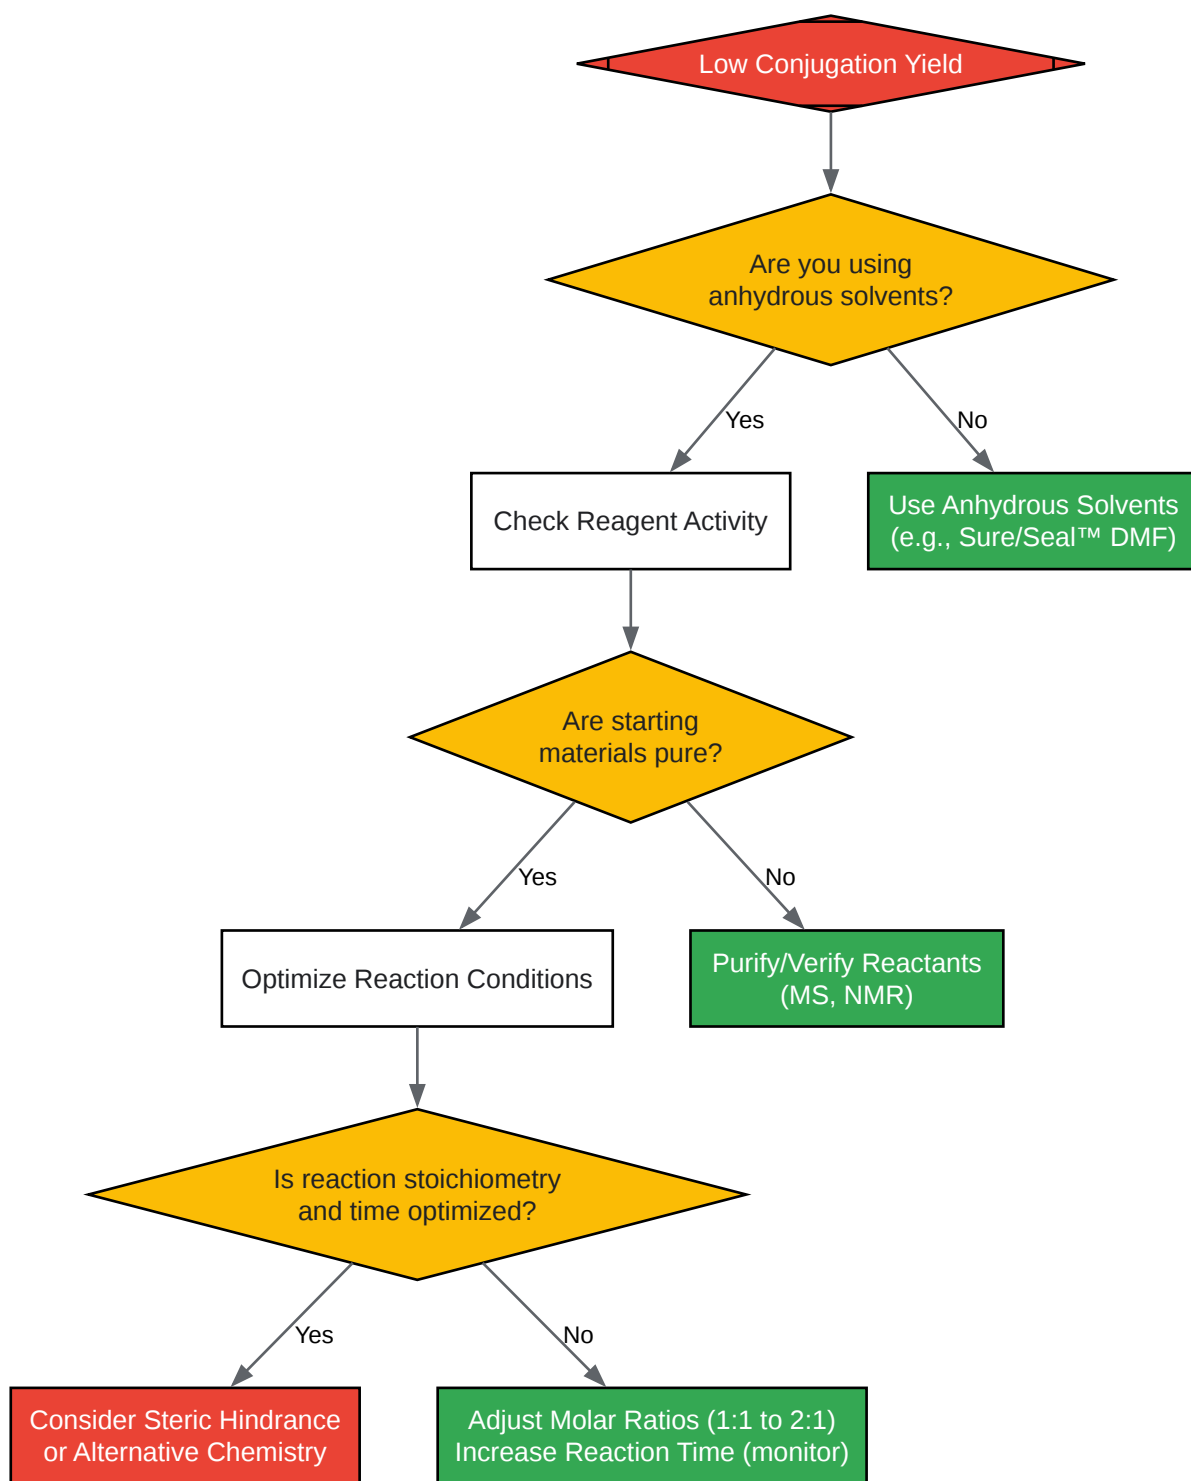 Low Conjugation Yield
Are you using
anhydrous solvents?
Yes
No
Check Reagent Activity
Use Anhydrous Solvents
(e.g., Sure/Seal™ DMF)
Are starting
materials pure?
Yes
No
Optimize Reaction Conditions
Purify/Verify Reactants
(MS, NMR)
Is reaction stoichiometry
and time optimized?
Yes
No
Consider Steric Hindrance
or Alternative Chemistry
Adjust Molar Ratios (1:1 to 2:1)
Increase Reaction Time (monitor)